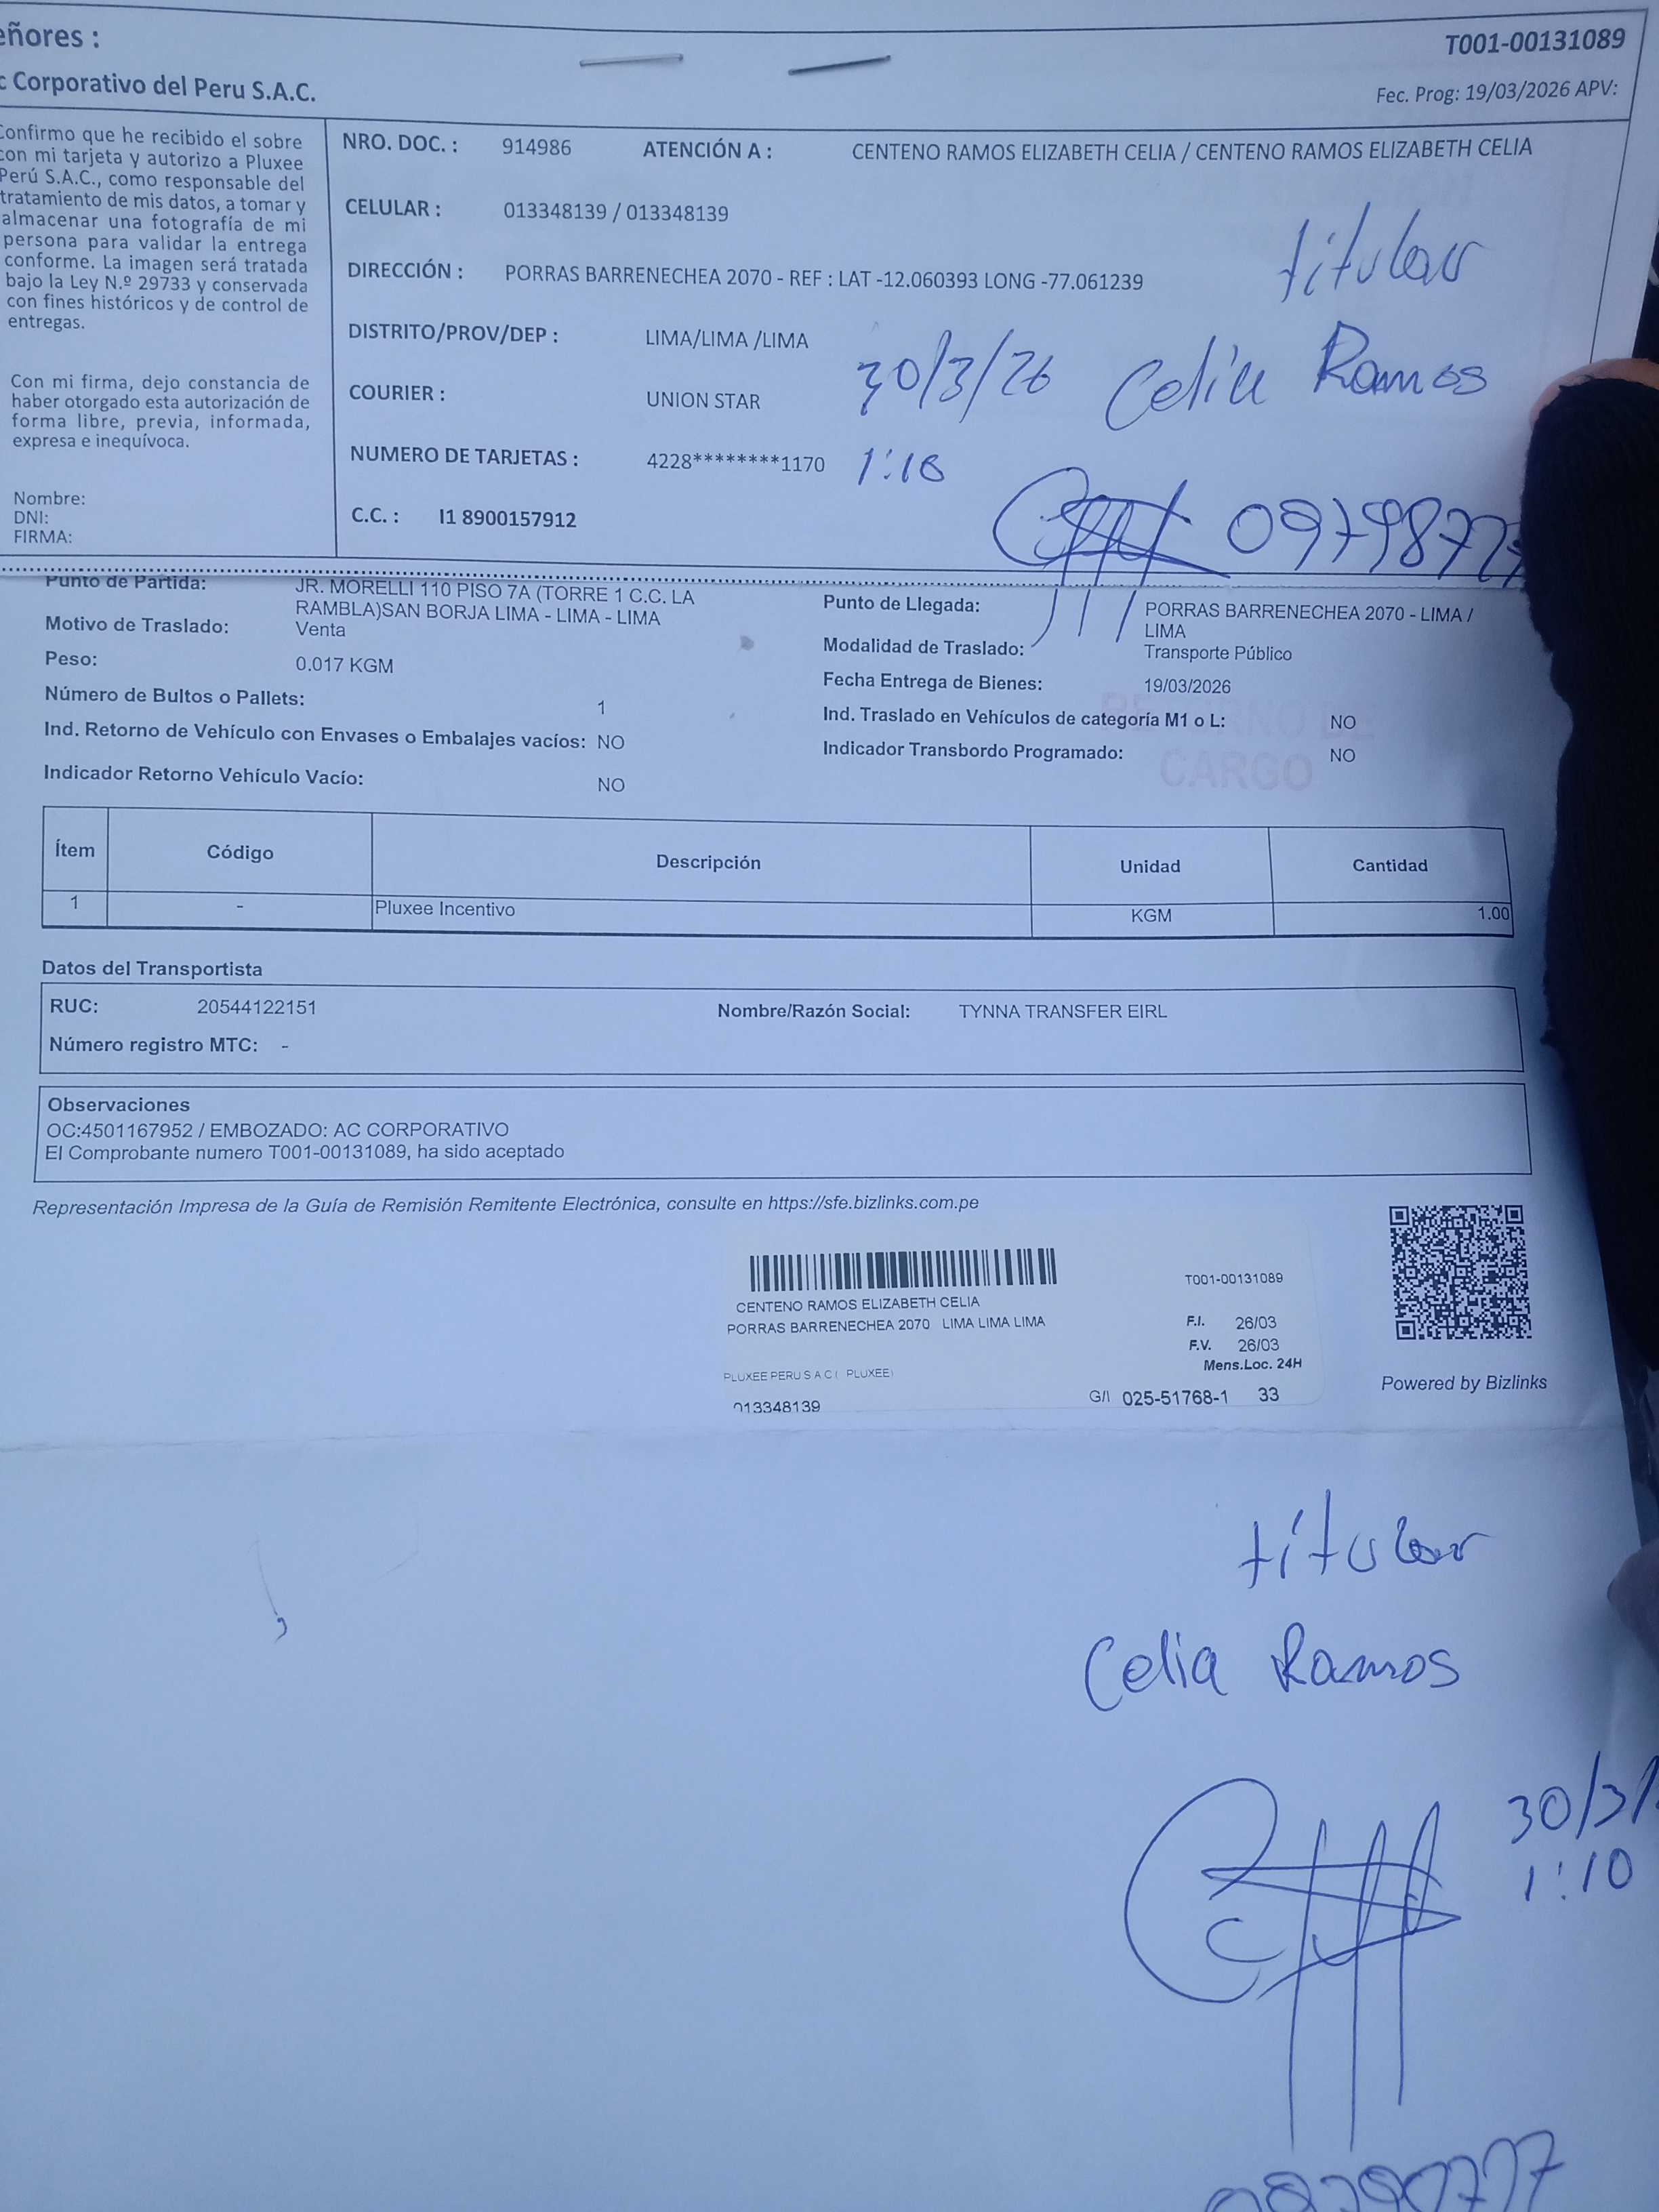 eñores :
T001-00131089
c Corporativo del Peru S.A.C.
Fec. Prog: 19/03/2026 APV:
Confirmo que he recibido el sobre
con mi tarjeta y autorizo a Pluxee
Perú S.A.C., como responsable del
tratamiento de mis datos, a tomar y
almacenar una fotografía de mi
persona para validar la entrega
conforme. La imagen será tratada
bajo la Ley N.º 29733 y conservada
con fines históricos y de control de
entregas.
Con mi firma, dejo constancia de
haber otorgado esta autorización de
forma libre, previa, informada,
expresa e inequívoca.
Nombre:
DNI:
FIRMA:
NRO. DOC. : 914986 ATENCIÓN A : CENTENO RAMOS ELIZABETH CELIA / CENTENO RAMOS ELIZABETH CELIA
CELULAR : 013348139 / 013348139
titular
DIRECCIÓN : PORRAS BARRENECHEA 2070 - REF : LAT -12.060393 LONG -77.061239
DISTRITO/PROV/DEP : LIMA/LIMA /LIMA
30/3/26 Celia Ramos
COURIER : UNION STAR
NUMERO DE TARJETAS : 4228********1170
C.C. : I1 8900157912
Punto de Partida: JR. MORELLI 110 PISO 7A (TORRE 1 C.C. LA
RAMBLA)SAN BORJA LIMA - LIMA - LIMA
Motivo de Traslado: Venta
Peso: 0.017 KGM
Número de Bultos o Pallets: 1
Ind. Retorno de Vehículo con Envases o Embalajes vacíos: NO
Indicador Retorno Vehículo Vacío: NO
Punto de Llegada: PORRAS BARRENECHEA 2070 - LIMA /
LIMA
Modalidad de Traslado: Transporte Público
Fecha Entrega de Bienes: 19/03/2026
Ind. Traslado en Vehículos de categoría M1 o L: NO
Indicador Transbordo Programado: NO
RETORNO DE
CARGO
Ítem Código Descripción Unidad Cantidad
1 - Pluxee Incentivo KGM 1.00
Datos del Transportista
RUC: 20544122151 Nombre/Razón Social: TYNNA TRANSFER EIRL
Número registro MTC: -
Observaciones
OC:4501167952 / EMBOZADO: AC CORPORATIVO
El Comprobante numero T001-00131089, ha sido aceptado
Representación Impresa de la Guía de Remisión Remitente Electrónica, consulte en https://sfe.bizlinks.com.pe
T001-00131089
CENTENO RAMOS ELIZABETH CELIA
PORRAS BARRENECHEA 2070 LIMA LIMA LIMA
F.I. 26/03
F.V. 26/03
Mens.Loc. 24H
PLUXEE PERU S A C ( PLUXEE)
G/I 025-51768-1 33
013348139
Powered by Bizlinks
titular
Celia Ramos
30/3/
1:10